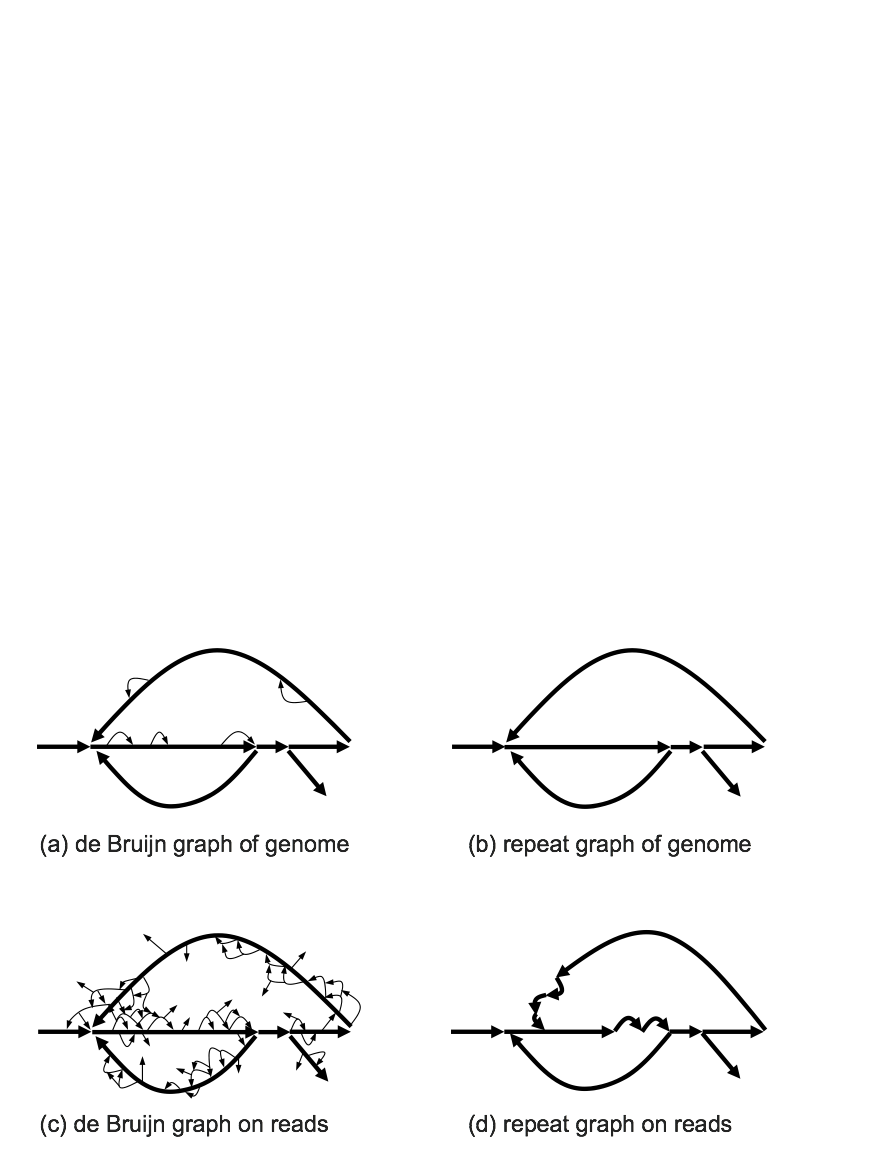 (a) de Bruijn graph of genome
(b) repeat graph of genome
(c) de Bruijn graph on reads
(d) repeat graph on reads